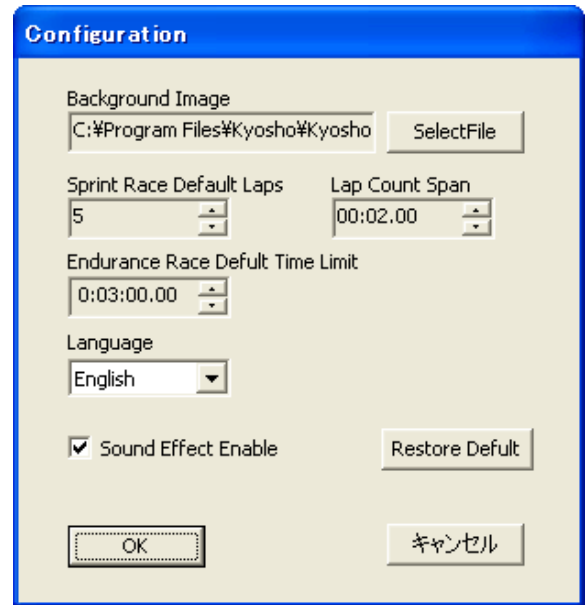 Configuration
Background Image
C:¥Program Files¥Kyosho¥Kyosho
SelectFile
Sprint Race Default Laps
Lap Count Span
5
00:02.00
Endurance Race Defult Time Limit
0:03:00.00
Language
English
Sound Effect Enable
Restore Defult
OK
キャンセル